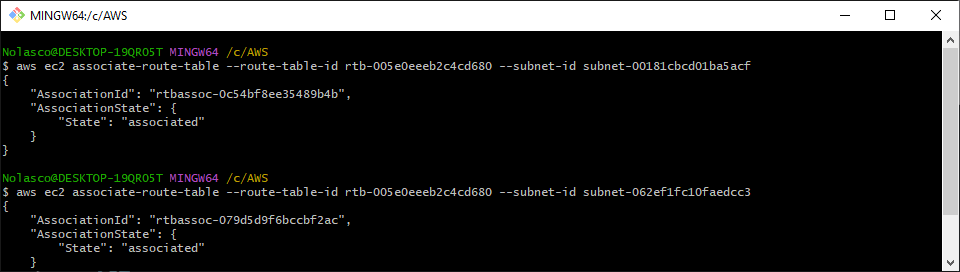 MINGW64:/c/AWS
Nolasco@DESKTOP-19QRO5T MINGW64 /c/AWS
$ aws ec2 associate-route-table --route-table-id rtb-005e0eeeb2c4cd680 --subnet-id subnet-00181cbcd01ba5acf
{
    "AssociationId": "rtbassoc-0c54bf8ee35489b4b",
    "AssociationState": {
        "State": "associated"
    }
}
Nolasco@DESKTOP-19QRO5T MINGW64 /c/AWS
$ aws ec2 associate-route-table --route-table-id rtb-005e0eeeb2c4cd680 --subnet-id subnet-062ef1fc10faedcc3
{
    "AssociationId": "rtbassoc-079d5d9f6bccbf2ac",
    "AssociationState": {
        "State": "associated"
    }